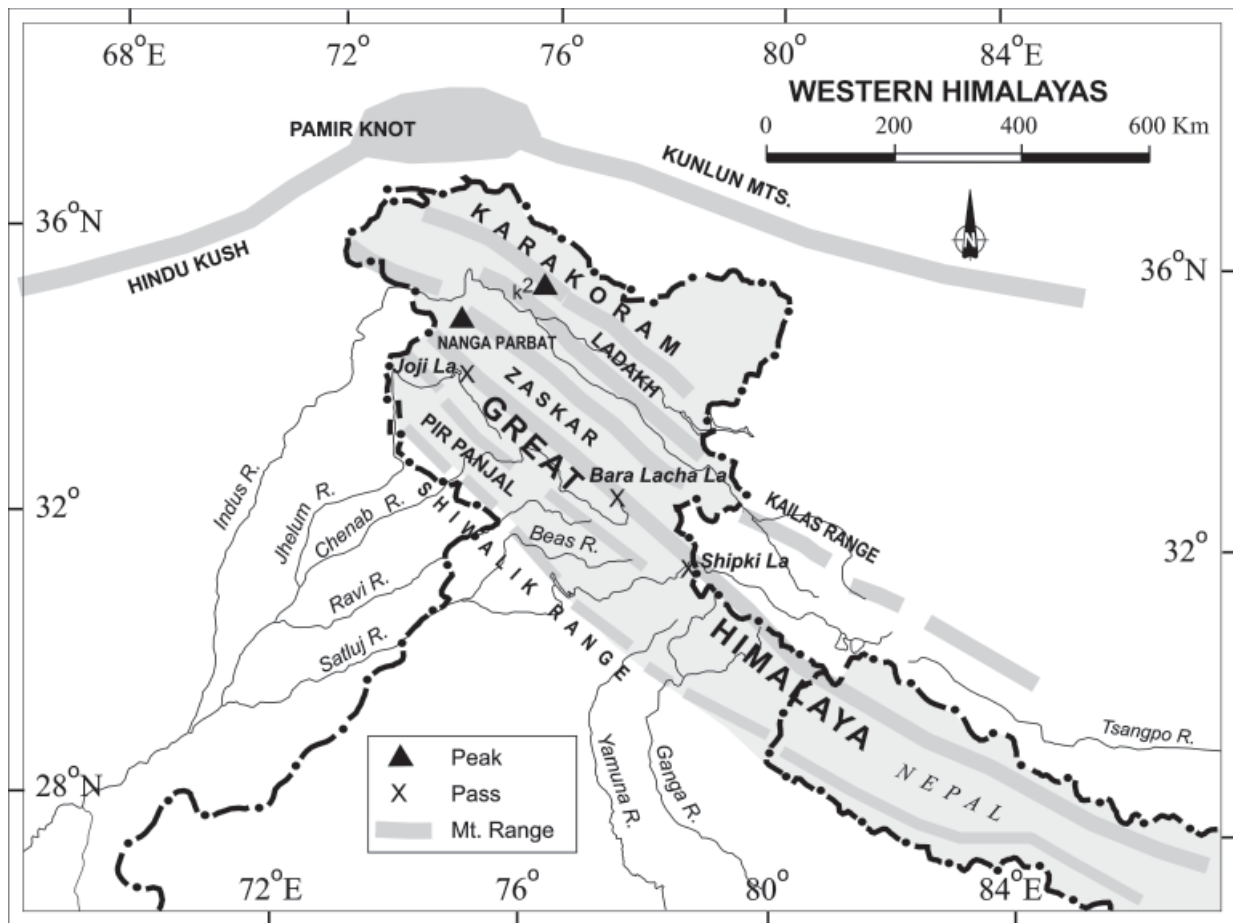 68°E
72°
76°
80°
84°E
WESTERN HIMALAYAS
0 200 400 600 Km
PAMIR KNOT
KUNLUN MTS.
N
36°N
36°N
HINDU KUSH
KARAKORAM
k2
NANGA PARBAT
LADAKH
Joji La
ZASKAR
GREAT
PIR PANJAL
Bara Lacha La
32°
32°
Indus R.
Jhelum R.
Chenab R.
SHIWALIK RANGE
KAILAS RANGE
Beas R.
Shipki La
Ravi R.
Satluj R.
HIMALAYA
Tsangpo R.
Yamuna R.
Ganga R.
NEPAL
Peak
Pass
Mt. Range
28°N
28°N
72°E
76°
80°
84°E